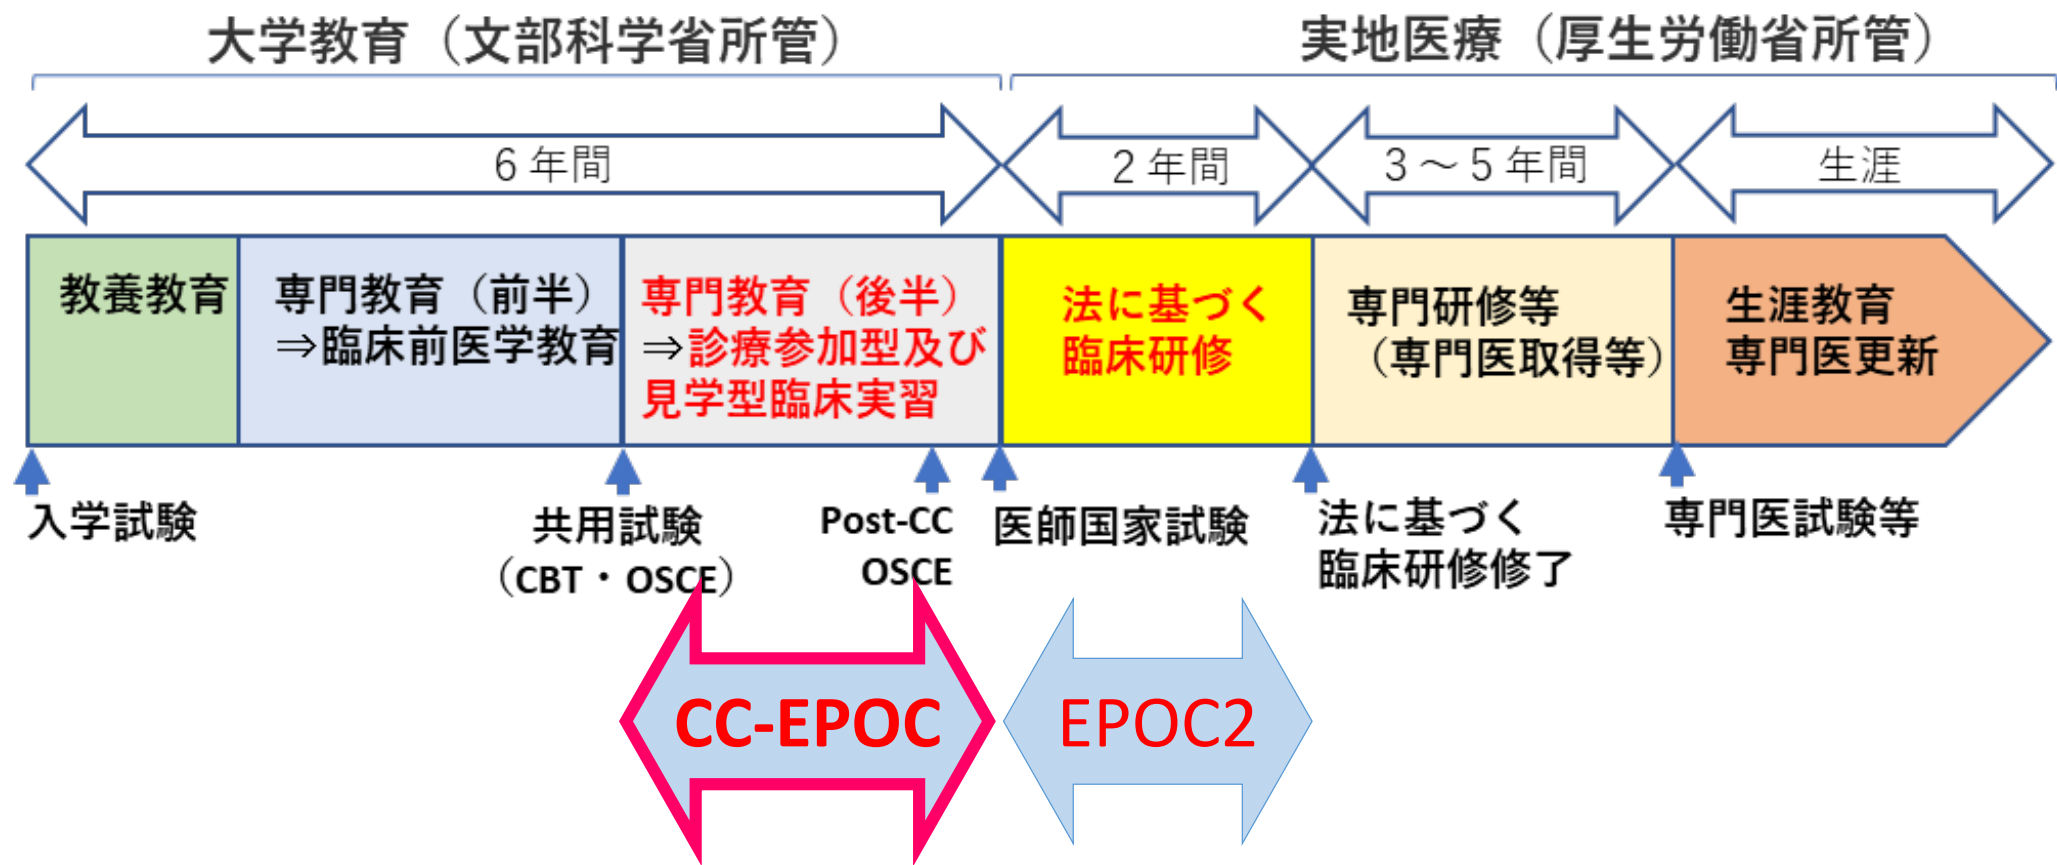 大学教育（文部科学省所管）
実地医療（厚生労働省所管）
6年間
2年間
3～5年間
生涯
教養教育
専門教育（前半）
⇒臨床前医学教育
専門教育（後半）
⇒診療参加型及び
見学型臨床実習
法に基づく
臨床研修
専門研修等
（専門医取得等）
生涯教育
専門医更新
入学試験
共用試験
（CBT・OSCE）
Post-CC
OSCE
医師国家試験
法に基づく
臨床研修修了
専門医試験等
CC-EPOC
EPOC2